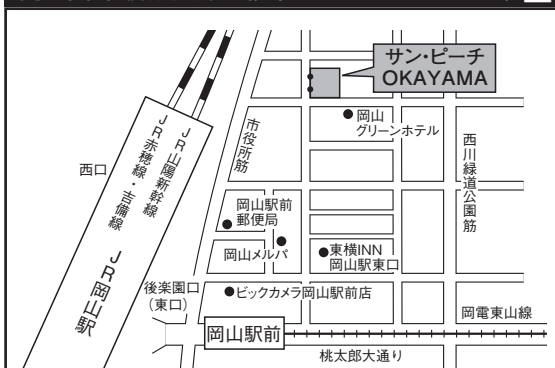 サン・ピーチ
OKAYAMA
岡山
グリーンホテル
市役所筋
西川緑道公園筋
JR山陽新幹線
JR赤穂線・吉備線
JR岡山駅
西口
岡山駅前
郵便局
岡山メルパ
東横INN
岡山駅東口
後楽園口
(東口)
ビックカメラ岡山駅前店
岡電東山線
岡山駅前
桃太郎大通り